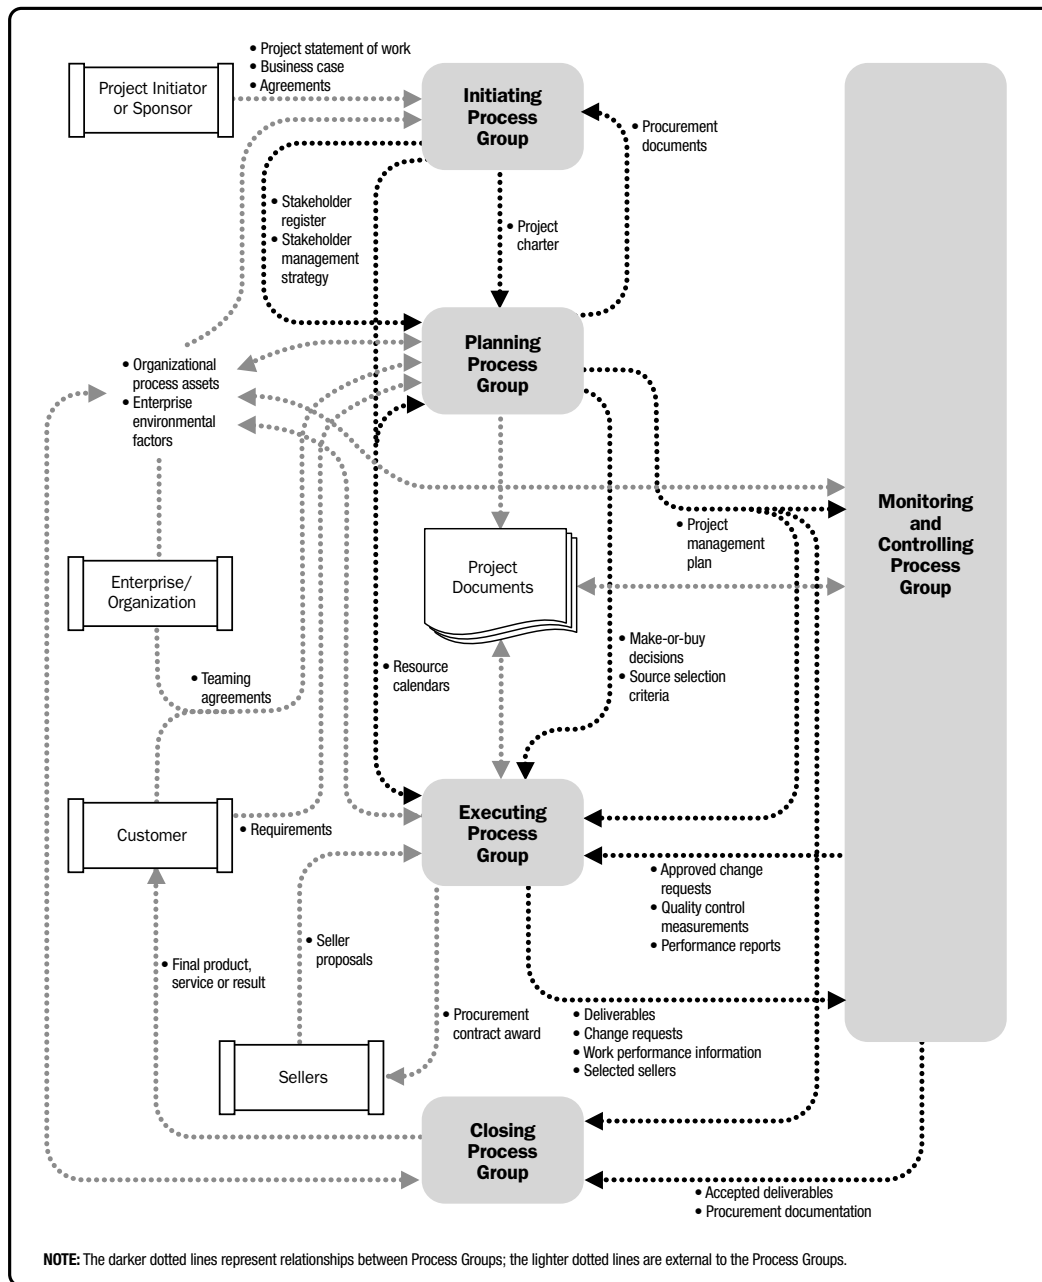 • Project statement of work
• Business case
• Agreements
Project Initiator
or Sponsor
Initiating
Process
Group
• Procurement
documents
• Stakeholder
register
• Stakeholder
management
strategy
• Project
charter
Planning
Process
Group
• Organizational
process assets
• Enterprise
environmental
factors
Monitoring
and
Controlling
Process
Group
• Project
management
plan
Project
Documents
Enterprise/
Organization
• Teaming
agreements
• Resource
calendars
• Make-or-buy
decisions
• Source selection
criteria
Customer
• Requirements
Executing
Process
Group
• Approved change
requests
• Quality control
measurements
• Performance reports
• Seller
proposals
• Final product,
service or result
• Procurement
contract award
• Deliverables
• Change requests
• Work performance information
• Selected sellers
Sellers
Closing
Process
Group
• Accepted deliverables
• Procurement documentation
NOTE: The darker dotted lines represent relationships between Process Groups; the lighter dotted lines are external to the Process Groups.